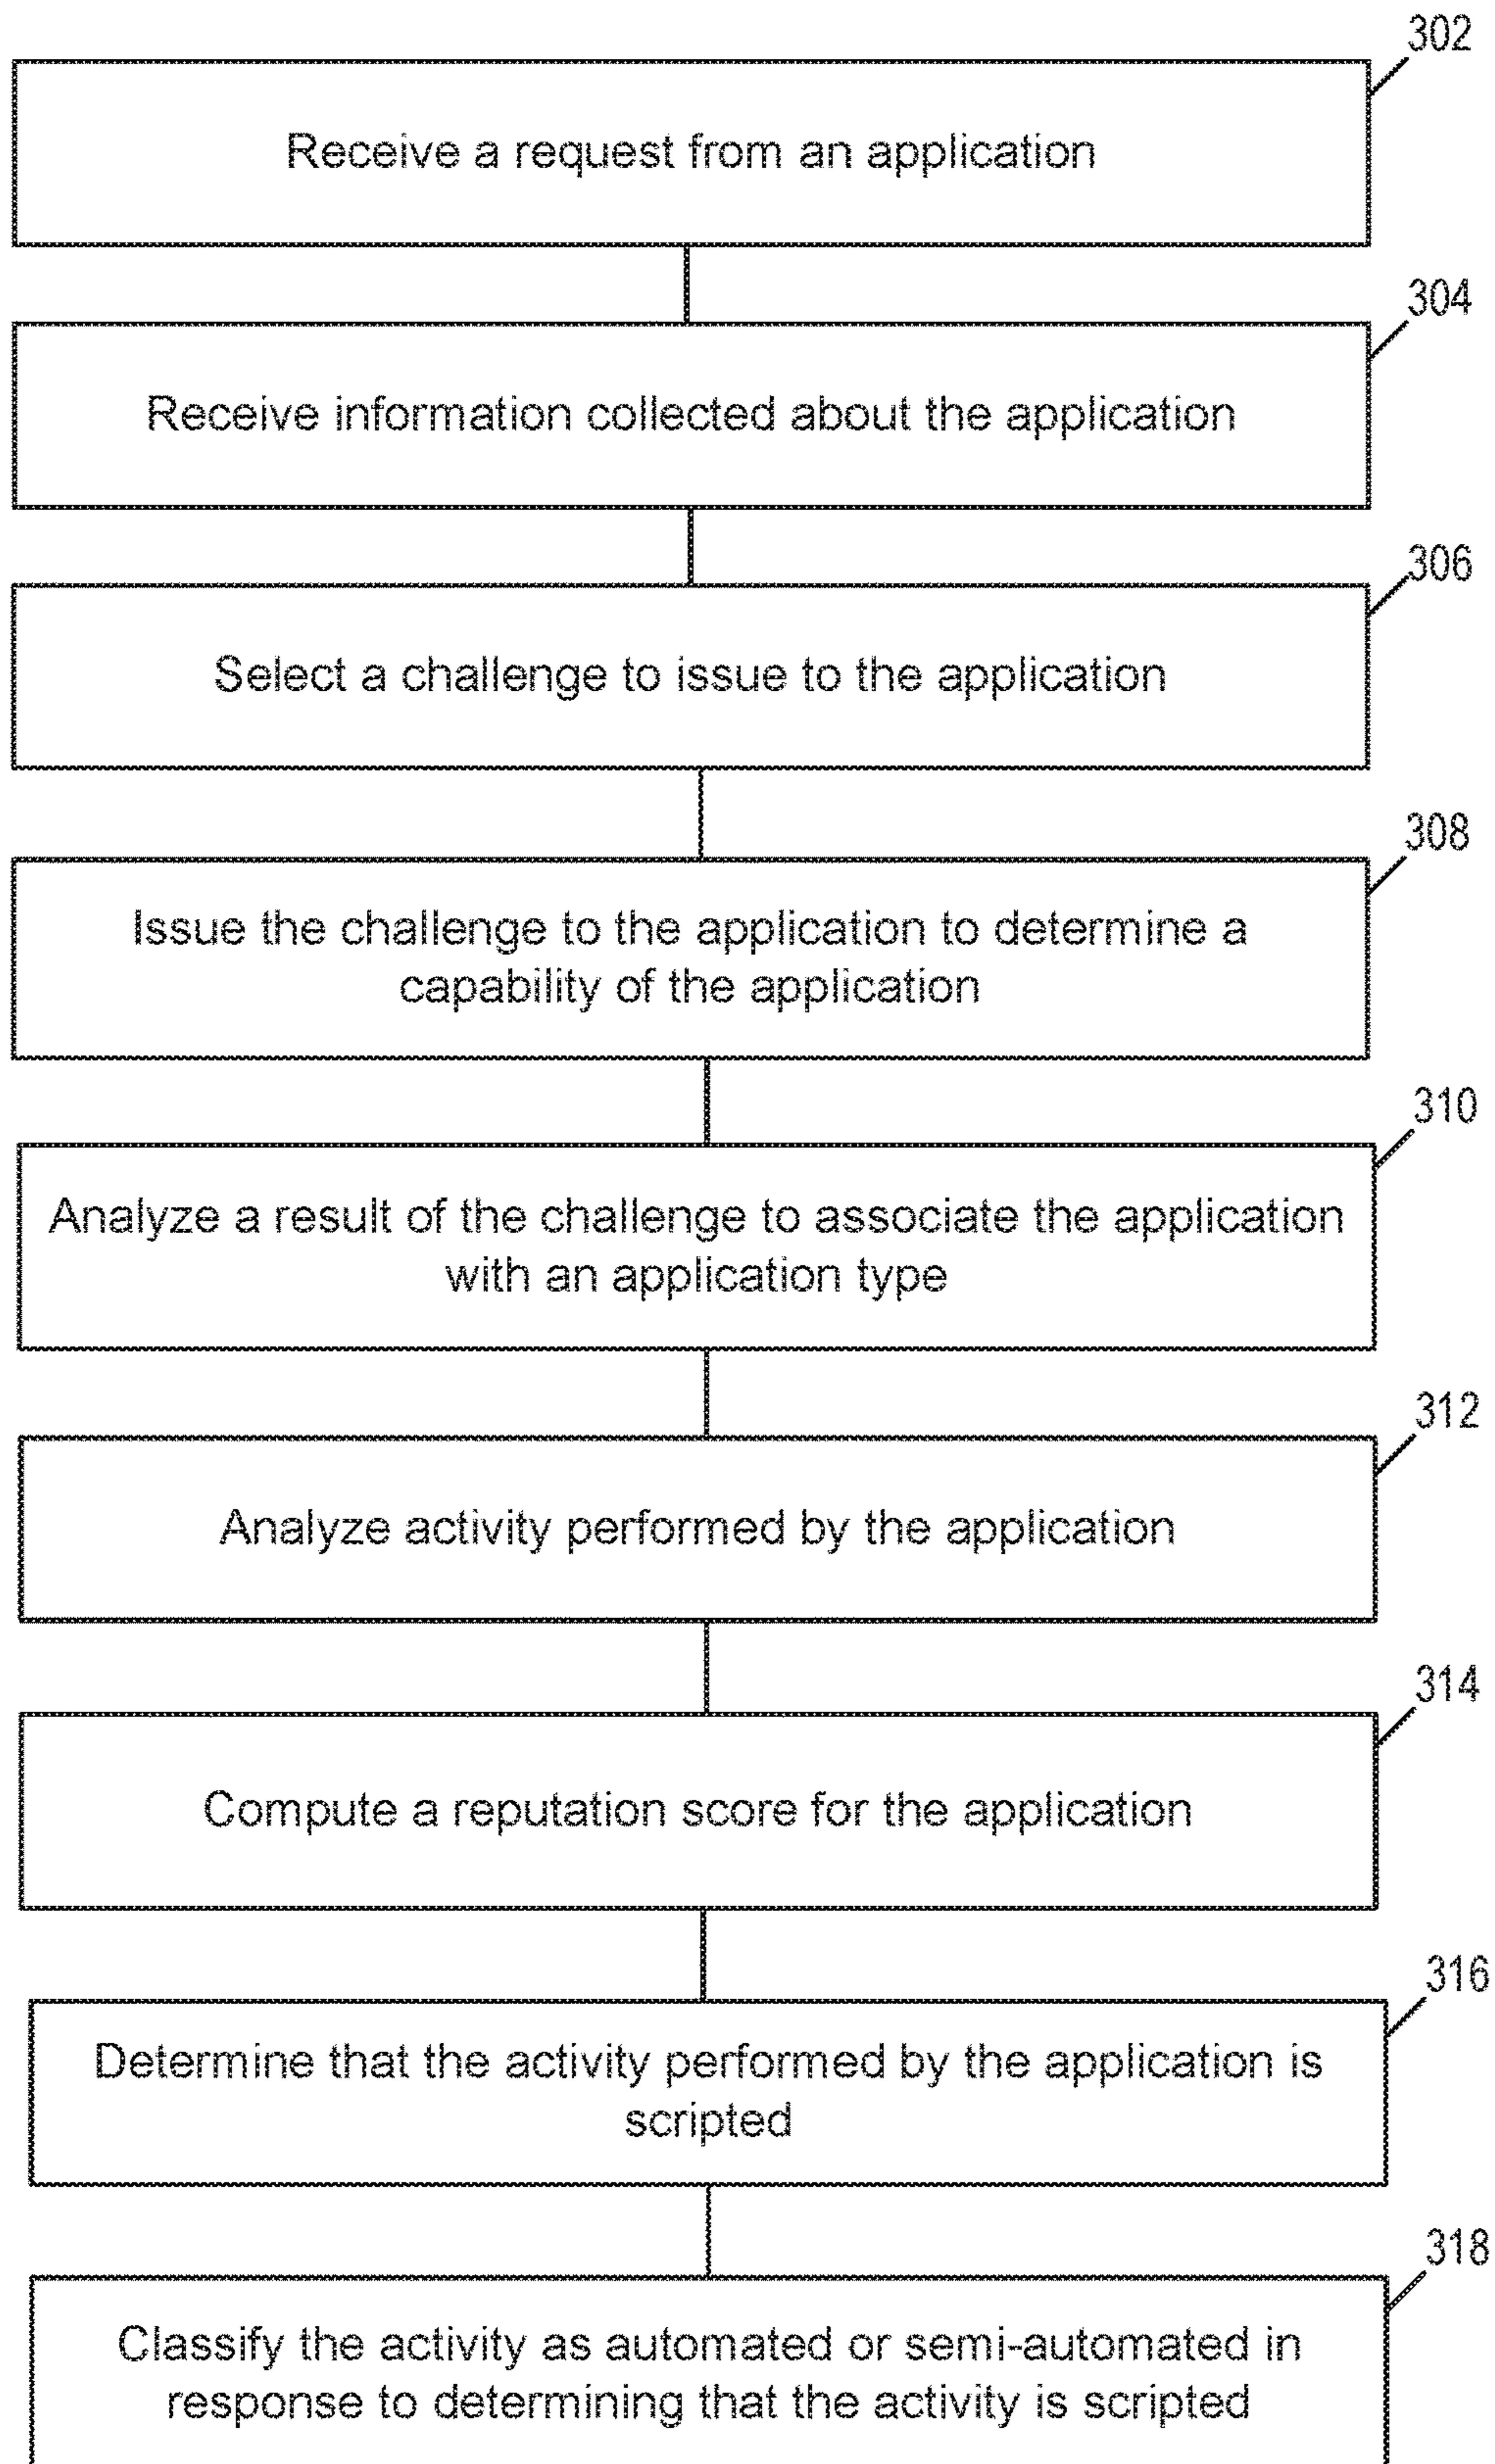 302
Receive a request from an application
304
Receive information collected about the application
306
Select a challenge to issue to the application
308
Issue the challenge to the application to determine a
capability of the application
310
Analyze a result of the challenge to associate the application
with an application type
312
Analyze activity performed by the application
314
Compute a reputation score for the application
316
Determine that the activity performed by the application is
scripted
318
Classify the activity as automated or semi-automated in
response to determining that the activity is scripted